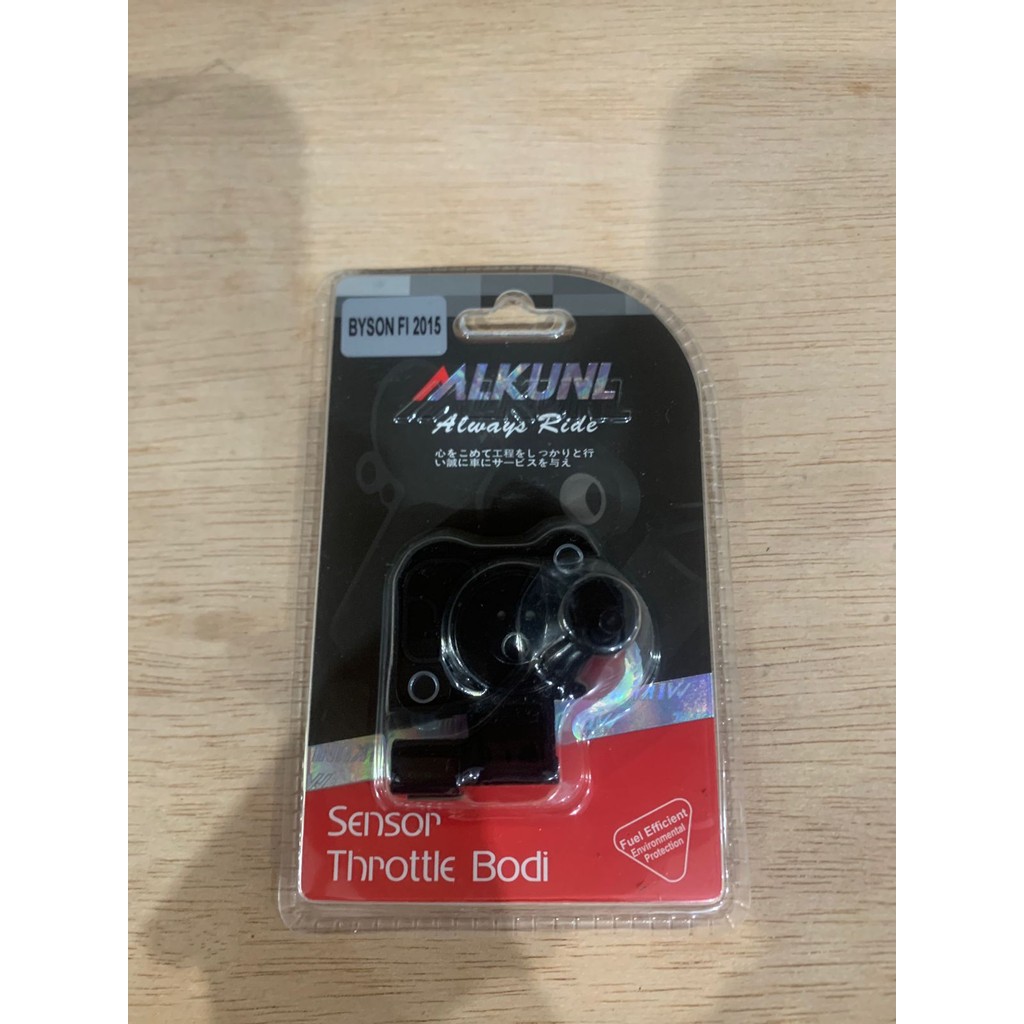 BYSON FI 2015
ALKUNL
Always Ride
心をこめて工程をしつかりと行
い誠に車にサービスを与え
Sensor
Throttle Bodi
Fuel Efficient
Environmental
Protection